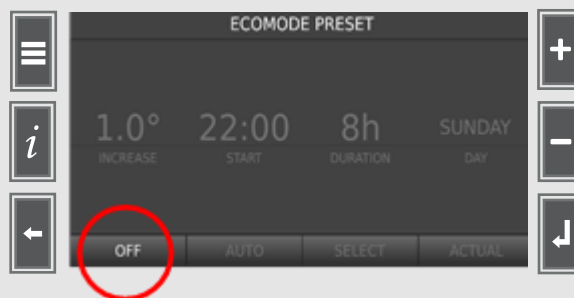 ECOMODE PRESET
1.0° 22:00 8h SUNDAY
INCREASE START DURATION DAY
OFF AUTO SELECT ACTUAL
i
+
-